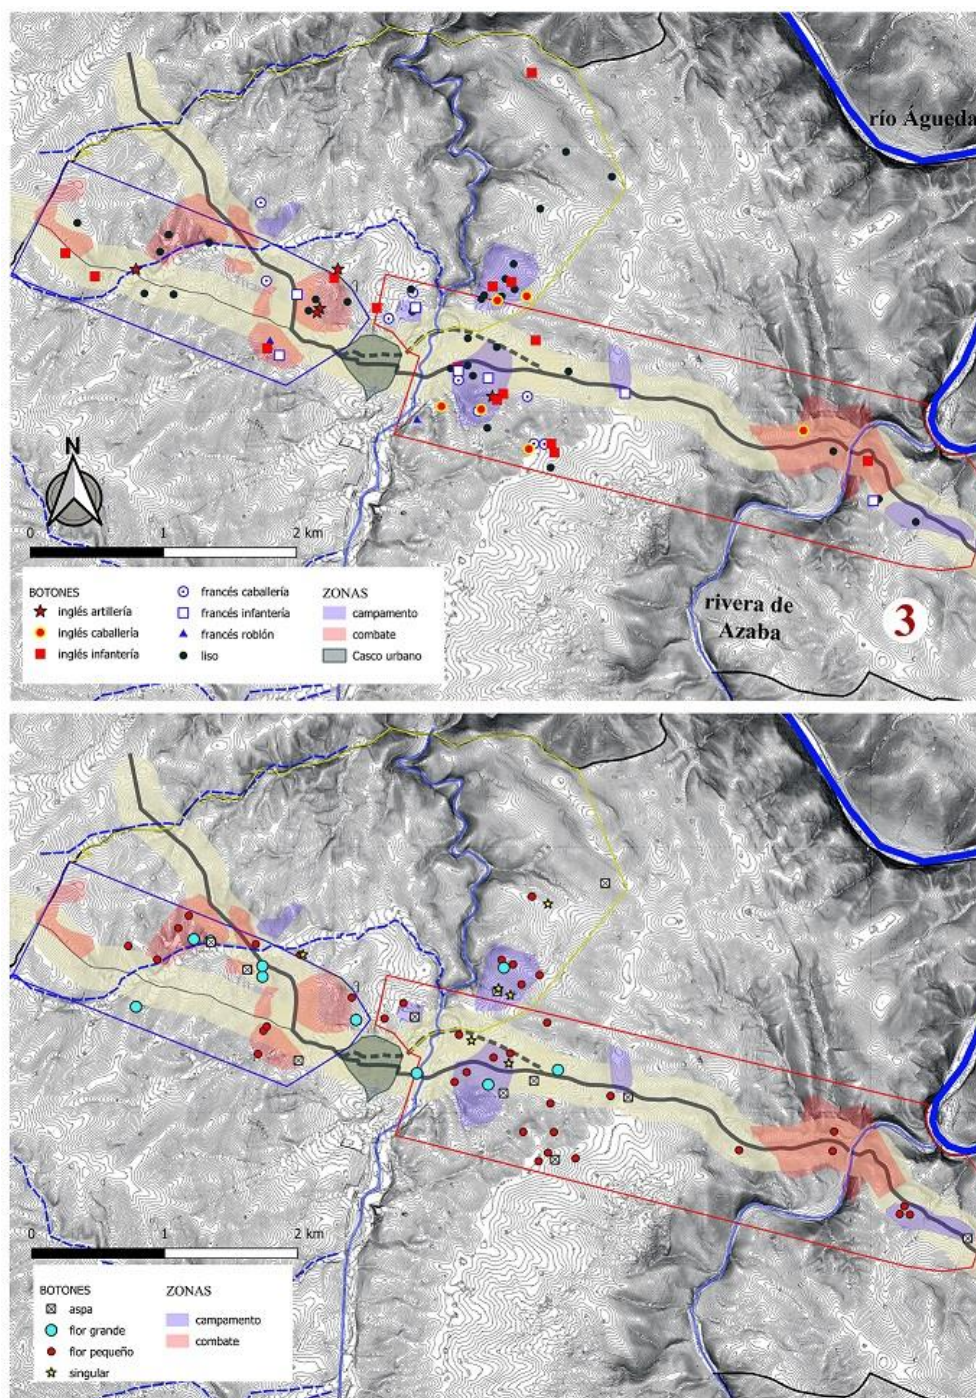 río Águeda
N
0 1 2 km
BOTONES
inglés artillería
inglés caballería
inglés infantería
francés caballería
francés infantería
francés roblón
liso
ZONAS
campamento
combate
Casco urbano
rivera de
Azaba
3
0 1 2 km
BOTONES
aspa
flor grande
flor pequeño
singular
ZONAS
campamento
combate